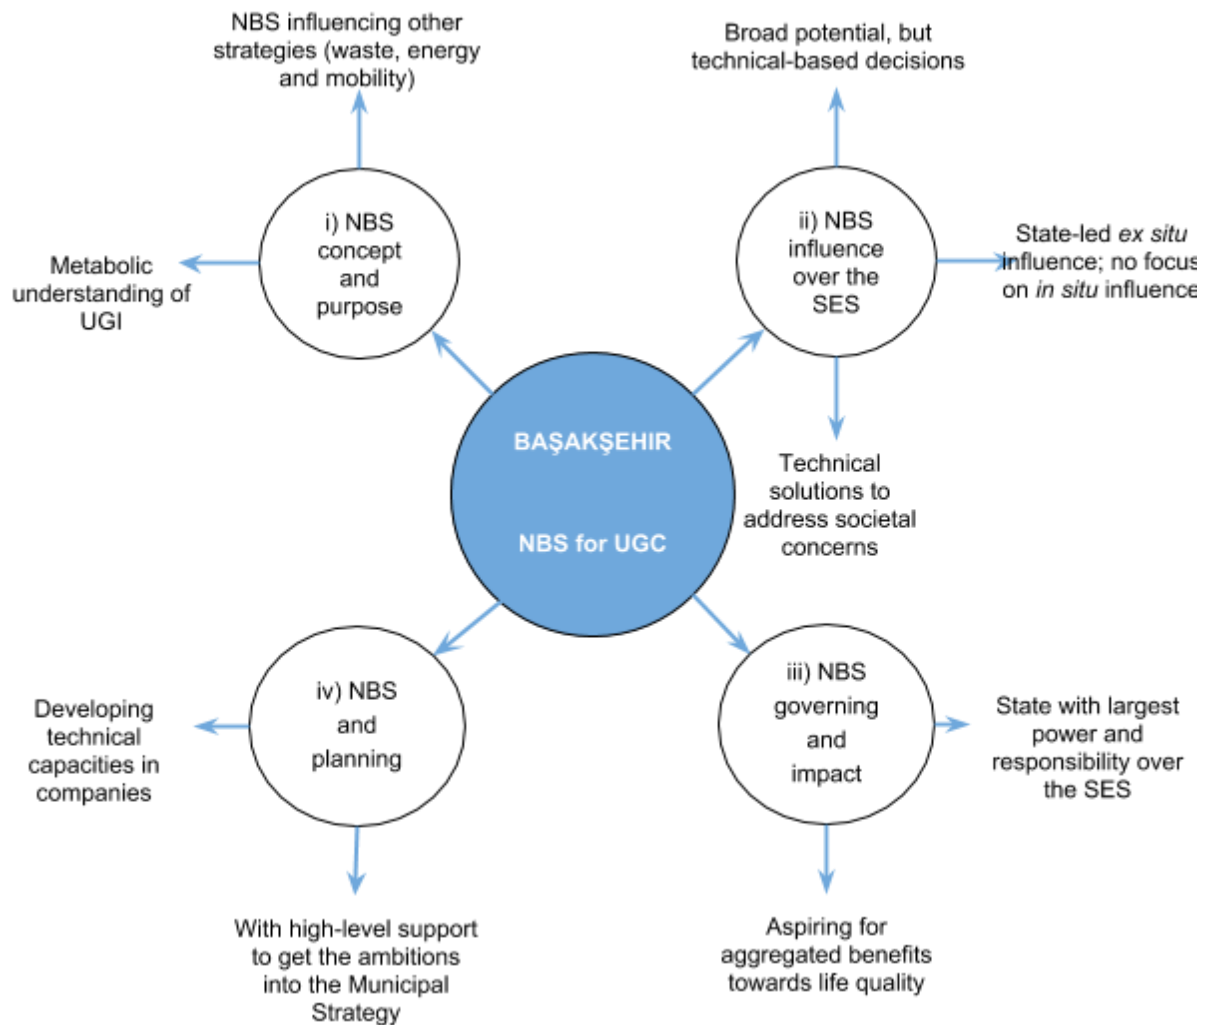 NBS influencing other
strategies (waste, energy
and mobility)
Broad potential, but
technical-based decisions
i) NBS
concept
and
purpose
ii) NBS
influence
over the
SES
Metabolic
understanding of
UGI
State-led ex situ
influence; no focus
on in situ influence
BAŞAKŞEHIR
NBS for UGC
Technical
solutions to
address societal
concerns
iv) NBS
and
planning
iii) NBS
governing
and
impact
Developing
technical
capacities in
companies
State with largest
power and
responsibility over
the SES
With high-level support
to get the ambitions
into the Municipal
Strategy
Aspiring for
aggregated benefits
towards life quality